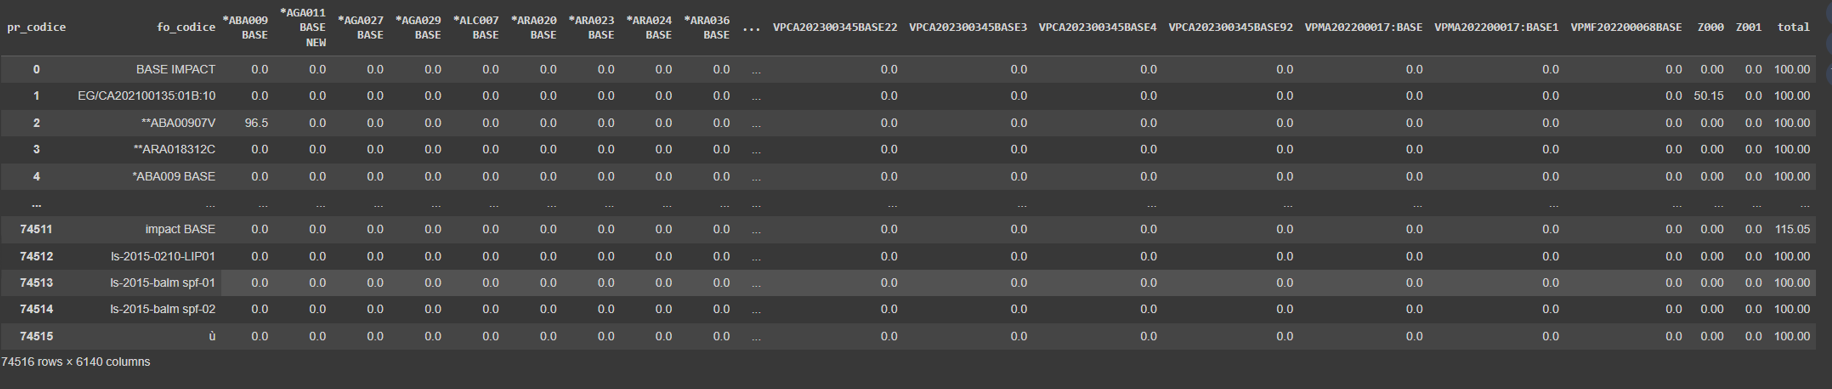 pr_codice fo_codice *ABA009 BASE *AGA011 BASE NEW *AGA027 BASE *AGA029 BASE *ALC007 BASE *ARA020 BASE *ARA023 BASE *ARA024 BASE *ARA036 BASE ... VPCA202300345BASE22 VPCA202300345BASE3 VPCA202300345BASE4 VPCA202300345BASE92 VPMA202200017:BASE VPMA202200017:BASE1 VPMF202200068BASE Z000 Z001 total
0 BASE IMPACT 0.0 0.0 0.0 0.0 0.0 0.0 0.0 0.0 0.0 ... 0.0 0.0 0.0 0.0 0.0 0.0 0.0 0.00 0.0 100.00
1 EG/CA202100135:01B:10 0.0 0.0 0.0 0.0 0.0 0.0 0.0 0.0 0.0 ... 0.0 0.0 0.0 0.0 0.0 0.0 0.0 50.15 0.0 100.00
2 **ABA00907V 96.5 0.0 0.0 0.0 0.0 0.0 0.0 0.0 0.0 ... 0.0 0.0 0.0 0.0 0.0 0.0 0.0 0.00 0.0 100.00
3 **ARA018312C 0.0 0.0 0.0 0.0 0.0 0.0 0.0 0.0 0.0 ... 0.0 0.0 0.0 0.0 0.0 0.0 0.0 0.00 0.0 100.00
4 *ABA009 BASE 0.0 0.0 0.0 0.0 0.0 0.0 0.0 0.0 0.0 ... 0.0 0.0 0.0 0.0 0.0 0.0 0.0 0.00 0.0 100.00
... ... ... ... ... ... ... ... ... ... ... ... ... ... ... ... ... ... ... ... ... ...
74511 impact BASE 0.0 0.0 0.0 0.0 0.0 0.0 0.0 0.0 0.0 ... 0.0 0.0 0.0 0.0 0.0 0.0 0.0 0.00 0.0 115.05
74512 ls-2015-0210-LIP01 0.0 0.0 0.0 0.0 0.0 0.0 0.0 0.0 0.0 ... 0.0 0.0 0.0 0.0 0.0 0.0 0.0 0.00 0.0 100.00
74513 ls-2015-balm spf-01 0.0 0.0 0.0 0.0 0.0 0.0 0.0 0.0 0.0 ... 0.0 0.0 0.0 0.0 0.0 0.0 0.0 0.00 0.0 100.00
74514 ls-2015-balm spf-02 0.0 0.0 0.0 0.0 0.0 0.0 0.0 0.0 0.0 ... 0.0 0.0 0.0 0.0 0.0 0.0 0.0 0.00 0.0 100.00
74515 ù 0.0 0.0 0.0 0.0 0.0 0.0 0.0 0.0 0.0 ... 0.0 0.0 0.0 0.0 0.0 0.0 0.0 0.00 0.0 100.00
74516 rows × 6140 columns